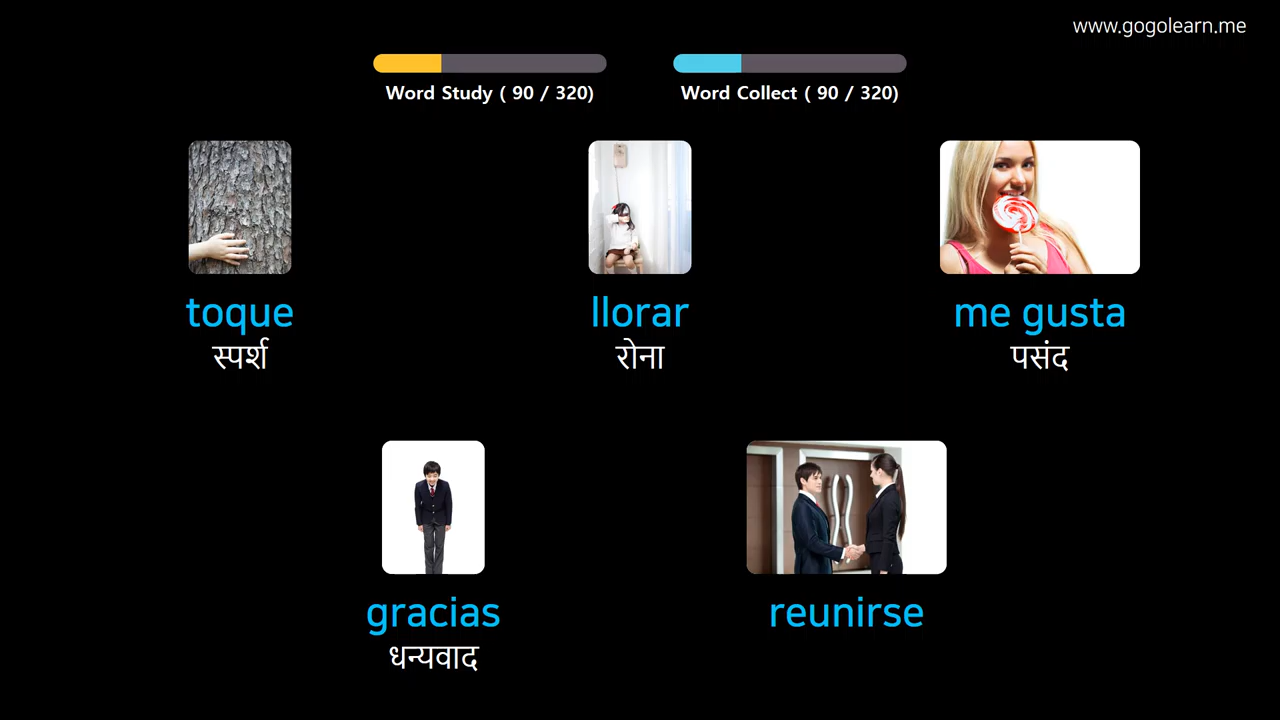 www.gogolearn.me
Word Study ( 90 / 320)
Word Collect ( 90 / 320)
toque
स्पर्श
llorar
रोना
me gusta
पसंद
gracias
धन्यवाद
reunirse